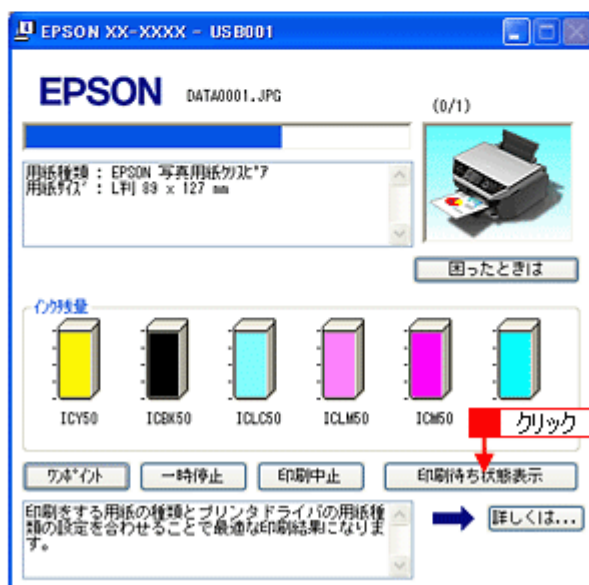 EPSON XX-XXXX - USB001
EPSON DATA0001.JPG (0/1)
用紙種類 : EPSON 写真用紙クリスピア
用紙サイズ : L判 89 x 127 mm
困ったときは
インク残量
ICY50 ICBK50 ICLC50 ICLM50 ICM50
クリック
ワンポイント 一時停止 印刷中止 印刷待ち状態表示
印刷をする用紙の種類とプリンタドライバの用紙種
類の設定を合わせることで最適な印刷結果になりま
す。
詳しくは...